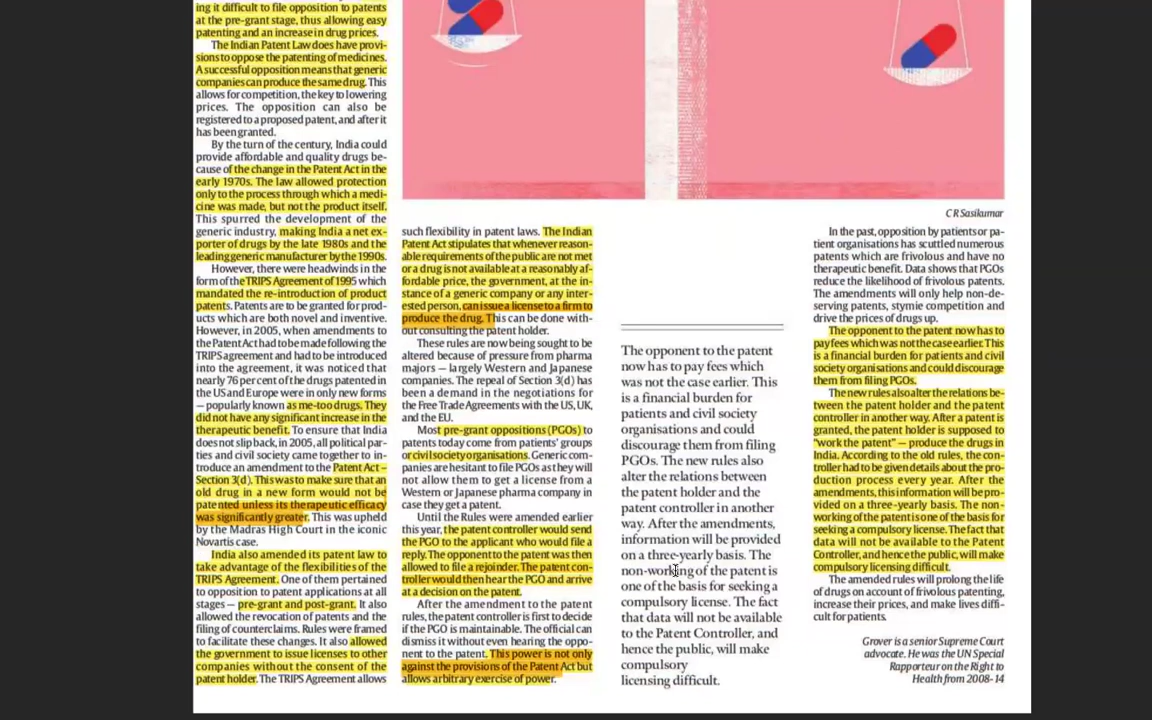 ing it difficult to file opposition to patents
at the pre-grant stage, thus allowing easy
patenting and an increase in drug prices.
The Indian Patent Law does have provi-
sions to oppose the patenting of medicines.
A successful opposition means that generic
companies can produce the same drug. This
allows for competition, the key to lowering
prices. The opposition can also be
registered to a proposed patent, and after it
has been granted.
By the turn of the century, India could
provide affordable and quality drugs be-
cause of the change in the Patent Act in the
early 1970s. The law allowed protection
only to the process through which a medi-
cine was made, but not the product itself.
This spurred the development of the
generic industry, making India a net ex-
porter of drugs by the late 1980s and the
leading generic manufacturer by the 1990s.
However, there were headwinds in the
form of the TRIPS Agreement of 1995 which
mandated the re-introduction of product
patents. Patents are to be granted for prod-
ucts which are both novel and inventive.
However, in 2005, when amendments to
the Patent Act had to be made following the
TRIPS agreement and had to be introduced
into the agreement, it was noticed that
nearly 76 per cent of the drugs patented in
the US and Europe were in only new forms
— popularly known as me-too drugs. They
did not have any significant increase in the
therapeutic benefit. To ensure that India
does not slip back, in 2005, all political par-
ties and civil society came together to in-
troduce an amendment to the Patent Act –
Section 3(d). This was to make sure that an
old drug in a new form would not be
patented unless its therapeutic efficacy
was significantly greater. This was upheld
by the Madras High Court in the iconic
Novartis case.
India also amended its patent law to
take advantage of the flexibilities of the
TRIPS Agreement. One of them pertained
to opposition to patent applications at all
stages — pre-grant and post-grant. It also
allowed the revocation of patents and the
filing of counterclaims. Rules were framed
to facilitate these changes. It also allowed
the government to issue licenses to other
companies without the consent of the
patent holder. The TRIPS Agreement allows
such flexibility in patent laws. The Indian
Patent Act stipulates that whenever reason-
able requirements of the public are not met
or a drug is not available at a reasonably af-
fordable price, the government, at the in-
stance of a generic company or any inter-
ested person, can issue a license to a firm to
produce the drug. This can be done with-
out consulting the patent holder.
These rules are now being sought to be
altered because of pressure from pharma
majors — largely Western and Japanese
companies. The repeal of Section 3(d) has
been a demand in the negotiations for
the Free Trade Agreements with the US, UK,
and the EU.
Most pre-grant oppositions (PGOs) to
patents today come from patients' groups
or civil society organisations. Generic com-
panies are hesitant to file PGOs as they will
not allow them to get a license from a
Western or Japanese pharma company in
case they get a patent.
Until the Rules were amended earlier
this year, the patent controller would send
the PGO to the applicant who would file a
reply. The opponent to the patent was then
allowed to file a rejoinder. The patent con-
troller would then hear the PGO and arrive
at a decision on the patent.
After the amendment to the patent
rules, the patent controller is first to decide
if the PGO is maintainable. The official can
dismiss it without even hearing the oppo-
nent to the patent. This power is not only
against the provisions of the Patent Act but
allows arbitrary exercise of power.
The opponent to the patent
now has to pay fees which
was not the case earlier. This
is a financial burden for
patients and civil society
organisations and could
discourage them from filing
PGOs. The new rules also
alter the relations between
the patent holder and the
patent controller in another
way. After the amendments,
information will be provided
on a three-yearly basis. The
non-working of the patent is
one of the basis for seeking a
compulsory license. The fact
that data will not be available
to the Patent Controller, and
hence the public, will make
compulsory
licensing difficult.
C R Sasikumar
In the past, opposition by patients or pa-
tient organisations has scuttled numerous
patents which are frivolous and have no
therapeutic benefit. Data shows that PGOs
reduce the likelihood of frivolous patents.
The amendments will only help non-de-
serving patents, stymie competition and
drive the prices of drugs up.
The opponent to the patent now has to
pay fees which was not the case earlier. This
is a financial burden for patients and civil
society organisations and could discourage
them from filing PGOs.
The new rules also alter the relations be-
tween the patent holder and the patent
controller in another way. After a patent is
granted, the patent holder is supposed to
"work the patent" — produce the drugs in
India. According to the old rules, the con-
troller had to be given details about the pro-
duction process every year. After the
amendments, this information will be pro-
vided on a three-yearly basis. The non-
working of the patent is one of the basis for
seeking a compulsory license. The fact that
data will not be available to the Patent
Controller, and hence the public, will make
compulsory licensing difficult.
The amended rules will prolong the life
of drugs on account of frivolous patenting,
increase their prices, and make lives diffi-
cult for patients.
Grover is a senior Supreme Court
advocate. He was the UN Special
Rapporteur on the Right to
Health from 2008-14